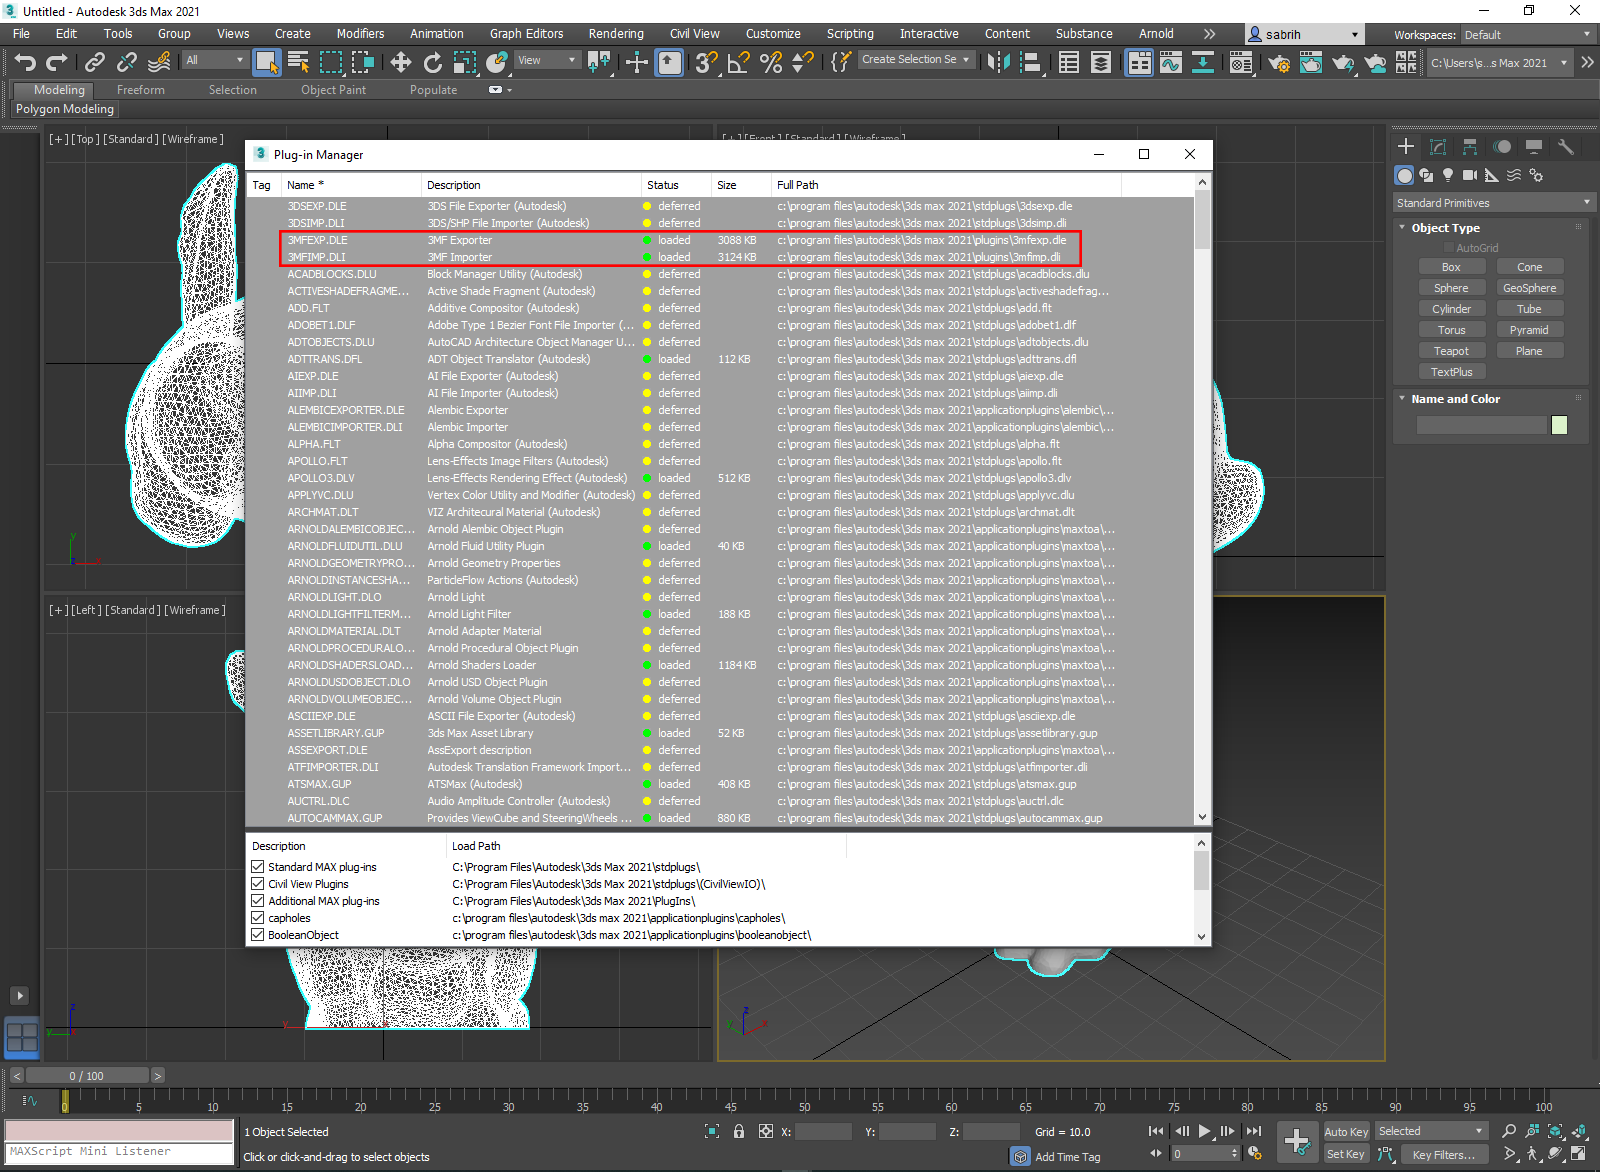 Untitled - Autodesk 3ds Max 2021
File Edit Tools Group Views Create Modifiers Animation Graph Editors Rendering Civil View Customize Scripting Interactive Content Substance Arnold sabrih Workspaces: Default
All View Create Selection Se C:\Users\s...s Max 2021
Modeling Freeform Selection Object Paint Populate
Polygon Modeling
[+] [Top] [Standard] [Wireframe]
[+] [Front] [Standard] [Wireframe]
Plug-in Manager
Tag Name * Description Status Size Full Path
3DSEXP.DLE 3DS File Exporter (Autodesk) deferred c:\program files\autodesk\3ds max 2021\stdplugs\3dsexp.dle
3DSIMP.DLI 3DS/SHP File Importer (Autodesk) deferred c:\program files\autodesk\3ds max 2021\stdplugs\3dsimp.dli
3MFEXP.DLE 3MF Exporter loaded 3088 KB c:\program files\autodesk\3ds max 2021\plugins\3mfexp.dle
3MFIMP.DLI 3MF Importer loaded 3124 KB c:\program files\autodesk\3ds max 2021\plugins\3mfimp.dli
ACADBLOCKS.DLU Block Manager Utility (Autodesk) deferred c:\program files\autodesk\3ds max 2021\stdplugs\acadblocks.dlu
ACTIVESHADEFRAGME... Active Shade Fragment (Autodesk) deferred c:\program files\autodesk\3ds max 2021\stdplugs\activeshadefrag...
ADD.FLT Additive Compositor (Autodesk) deferred c:\program files\autodesk\3ds max 2021\stdplugs\add.flt
ADOBET1.DLF Adobe Type 1 Bezier Font File Importer (... deferred c:\program files\autodesk\3ds max 2021\stdplugs\adobet1.dlf
ADTOBJECTS.DLU AutoCAD Architecture Object Manager U... deferred c:\program files\autodesk\3ds max 2021\stdplugs\adtobjects.dlu
ADTTRANS.DFL ADT Object Translator (Autodesk) loaded 112 KB c:\program files\autodesk\3ds max 2021\stdplugs\adttrans.dfl
AIEXP.DLE AI File Exporter (Autodesk) deferred c:\program files\autodesk\3ds max 2021\stdplugs\aiexp.dle
AIIMP.DLI AI File Importer (Autodesk) deferred c:\program files\autodesk\3ds max 2021\stdplugs\aiimp.dli
ALEMBICEXPORTER.DLE Alembic Exporter deferred c:\program files\autodesk\3ds max 2021\applicationplugins\alembic\...
ALEMBICIMPORTER.DLI Alembic Importer deferred c:\program files\autodesk\3ds max 2021\applicationplugins\alembic\...
ALPHA.FLT Alpha Compositor (Autodesk) deferred c:\program files\autodesk\3ds max 2021\stdplugs\alpha.flt
APOLLO.FLT Lens-Effects Image Filters (Autodesk) deferred c:\program files\autodesk\3ds max 2021\stdplugs\apollo.flt
APOLLO3.DLV Lens-Effects Rendering Effect (Autodesk) loaded 512 KB c:\program files\autodesk\3ds max 2021\stdplugs\apollo3.dlv
APPLYVC.DLU Vertex Color Utility and Modifier (Autodesk) deferred c:\program files\autodesk\3ds max 2021\stdplugs\applyvc.dlu
ARCHMAT.DLT VIZ Architecural Material (Autodesk) deferred c:\program files\autodesk\3ds max 2021\stdplugs\archmat.dlt
ARNOLDALEMBICOBJEC... Arnold Alembic Object Plugin deferred c:\program files\autodesk\3ds max 2021\applicationplugins\maxtoa\...
ARNOLDFLUIDUTIL.DLU Arnold Fluid Utility Plugin loaded 40 KB c:\program files\autodesk\3ds max 2021\applicationplugins\maxtoa\...
ARNOLDGEOMETRYPRO... Arnold Geometry Properties deferred c:\program files\autodesk\3ds max 2021\applicationplugins\maxtoa\...
ARNOLDINSTANCESHA... ParticleFlow Actions (Autodesk) deferred c:\program files\autodesk\3ds max 2021\applicationplugins\maxtoa\...
ARNOLDLIGHT.DLO Arnold Light deferred c:\program files\autodesk\3ds max 2021\applicationplugins\maxtoa\...
ARNOLDLIGHTFILTERM... Arnold Light Filter loaded 188 KB c:\program files\autodesk\3ds max 2021\applicationplugins\maxtoa\...
ARNOLDMATERIAL.DLT Arnold Adapter Material deferred c:\program files\autodesk\3ds max 2021\applicationplugins\maxtoa\...
ARNOLDPROCEDURALO... Arnold Procedural Object Plugin deferred c:\program files\autodesk\3ds max 2021\applicationplugins\maxtoa\...
ARNOLDSHADERSLOAD... Arnold Shaders Loader loaded 1184 KB c:\program files\autodesk\3ds max 2021\applicationplugins\maxtoa\...
ARNOLDUSDOBJECT.DLO Arnold USD Object Plugin deferred c:\program files\autodesk\3ds max 2021\applicationplugins\maxtoa\...
ARNOLDVOLUMEOBJEC... Arnold Volume Object Plugin deferred c:\program files\autodesk\3ds max 2021\applicationplugins\maxtoa\...
ASCIIEXP.DLE ASCII File Exporter (Autodesk) deferred c:\program files\autodesk\3ds max 2021\stdplugs\asciiexp.dle
ASSETLIBRARY.GUP 3ds Max Asset Library loaded 52 KB c:\program files\autodesk\3ds max 2021\stdplugs\assetlibrary.gup
ASSEXPORT.DLE AssExport description deferred c:\program files\autodesk\3ds max 2021\applicationplugins\maxtoa\...
ATFIMPORTER.DLI Autodesk Translation Framework Import... deferred c:\program files\autodesk\3ds max 2021\stdplugs\atfimporter.dli
ATSMAX.GUP ATSMax (Autodesk) loaded 408 KB c:\program files\autodesk\3ds max 2021\stdplugs\atsmax.gup
AUCTRL.DLC Audio Amplitude Controller (Autodesk) deferred c:\program files\autodesk\3ds max 2021\stdplugs\auctrl.dlc
AUTOCAMMAX.GUP Provides ViewCube and SteeringWheels ... loaded 880 KB c:\program files\autodesk\3ds max 2021\stdplugs\autocammax.gup
Description Load Path
Standard MAX plug-ins C:\Program Files\Autodesk\3ds Max 2021\stdplugs\
Civil View Plugins C:\Program Files\Autodesk\3ds Max 2021\stdplugs\(CivilViewIO)\
Additional MAX plug-ins C:\Program Files\Autodesk\3ds Max 2021\PlugIns\
capholes c:\program files\autodesk\3ds max 2021\applicationplugins\capholes\
BooleanObject c:\program files\autodesk\3ds max 2021\applicationplugins\booleanobject\
Standard Primitives
Object Type
AutoGrid
Box Cone
Sphere GeoSphere
Cylinder Tube
Torus Pyramid
Teapot Plane
TextPlus
Name and Color
[+] [Left] [Standard] [Wireframe]
y
x
z
y
y
x
z
y
x
< 0 / 100 >
0 5 10 15 20 25 30 35 40 45 50 55 60 65 70 75 80 85 90 95 100
MAXScript Mini Listener
1 Object Selected
Click or click-and-drag to select objects
X: Y: Z: Grid = 10.0
Add Time Tag
0
Auto Key Selected
Set Key Key Filters...